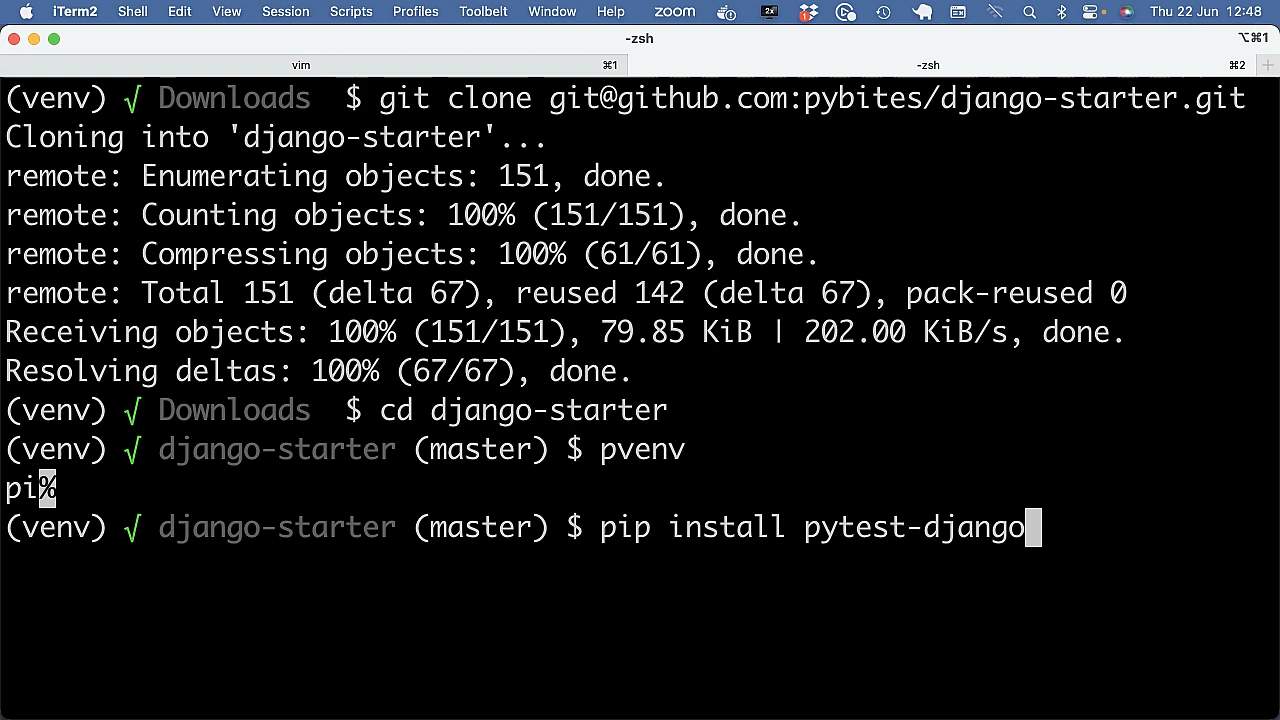 iTerm2 Shell Edit View Session Scripts Profiles Toolbelt Window Help zoom 2x 1 Thu 22 Jun 12:48
-zsh ⌥⌘1
vim ⌘1 -zsh ⌘2 +
(venv) √ Downloads $ git clone git@github.com:pybites/django-starter.git
Cloning into 'django-starter'...
remote: Enumerating objects: 151, done.
remote: Counting objects: 100% (151/151), done.
remote: Compressing objects: 100% (61/61), done.
remote: Total 151 (delta 67), reused 142 (delta 67), pack-reused 0
Receiving objects: 100% (151/151), 79.85 KiB | 202.00 KiB/s, done.
Resolving deltas: 100% (67/67), done.
(venv) √ Downloads $ cd django-starter
(venv) √ django-starter (master) $ pvenv
pi%
(venv) √ django-starter (master) $ pip install pytest-django